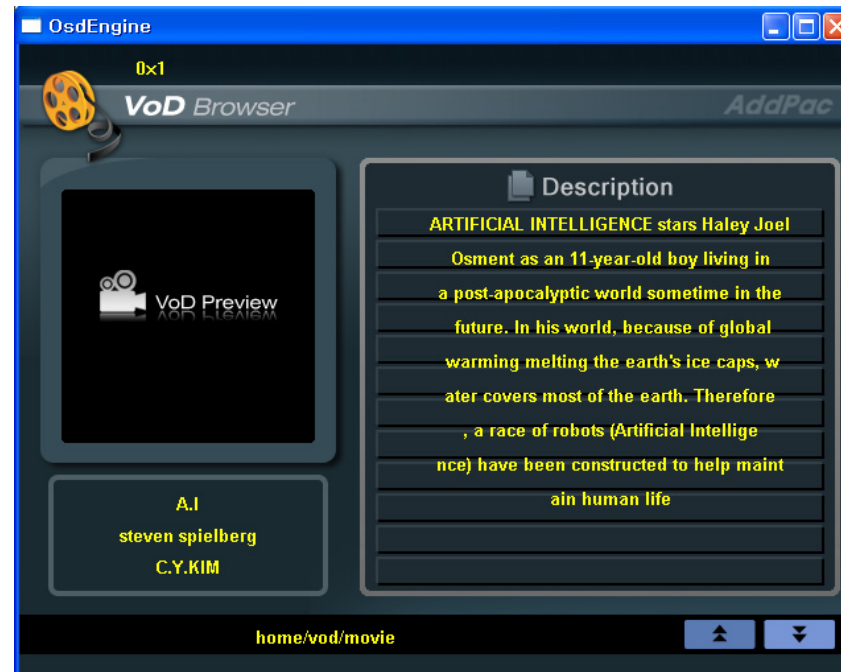 OsdEngine
0x1
VoD Browser
AddPac
VoD Preview
A.I
steven spielberg
C.Y.KIM
Description
ARTIFICIAL INTELLIGENCE stars Haley Joel
Osment as an 11-year-old boy living in
a post-apocalyptic world sometime in the
future. In his world, because of global
warming melting the earth's ice caps, w
ater covers most of the earth. Therefore
, a race of robots (Artificial Intellige
nce) have been constructed to help maint
ain human life
home/vod/movie